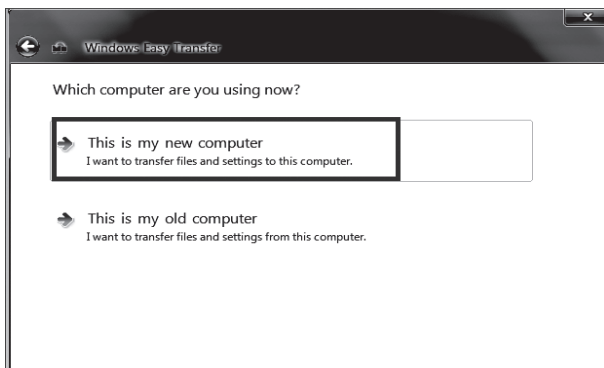 Windows Easy Transfer
Which computer are you using now?
This is my new computer
I want to transfer files and settings to this computer.
This is my old computer
I want to transfer files and settings from this computer.